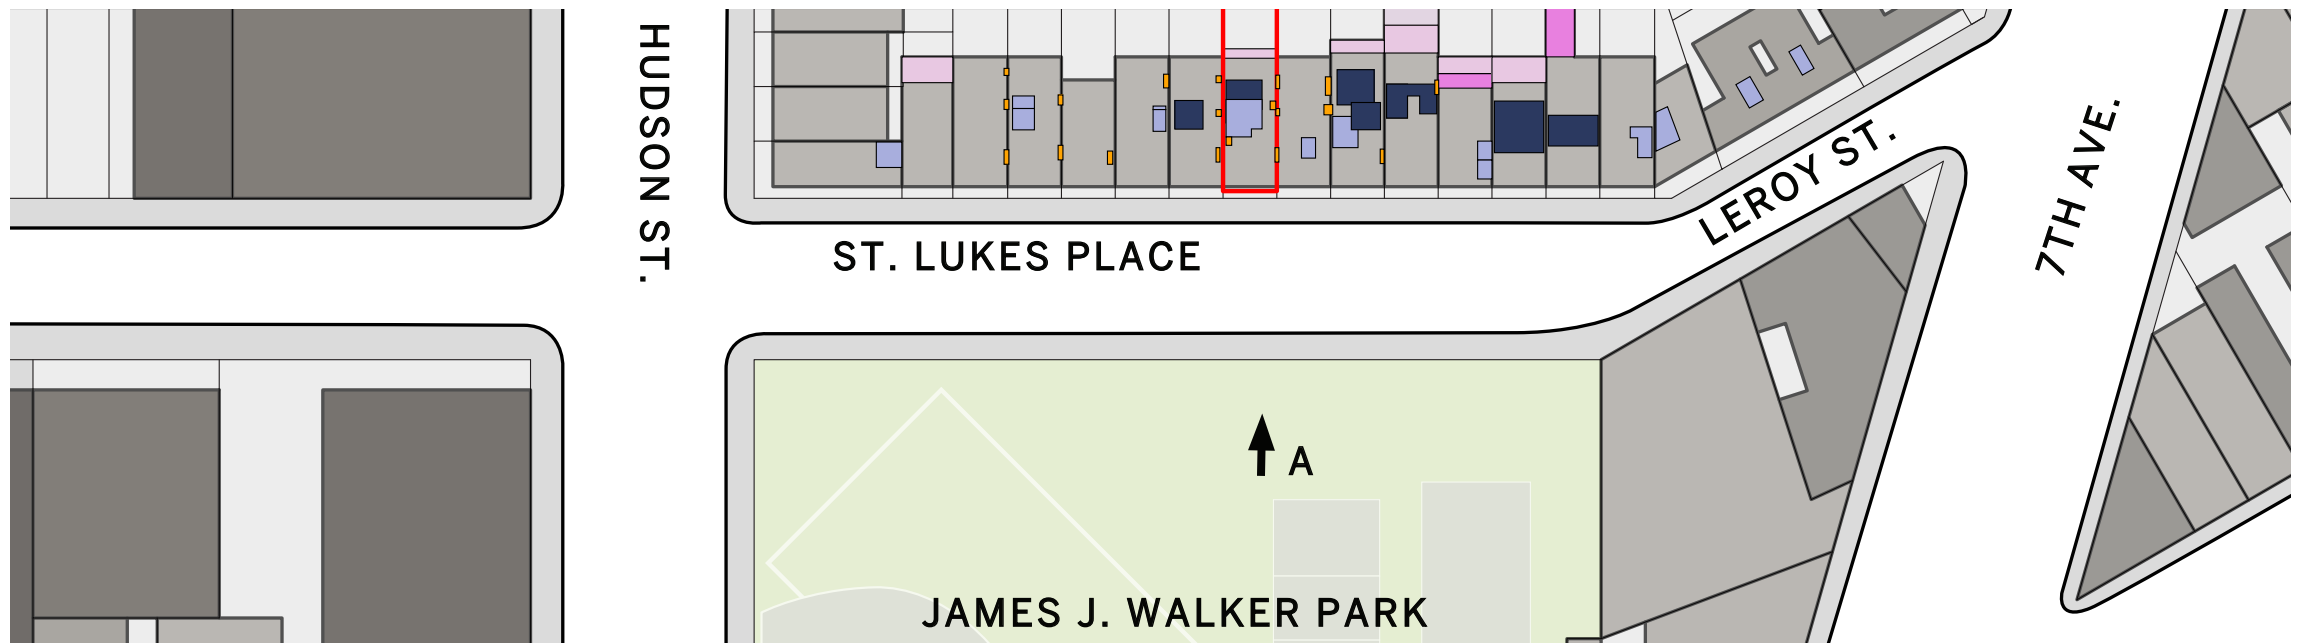 HUDSON ST.
ST. LUKES PLACE
LEROY ST.
7TH AVE.
A
JAMES J. WALKER PARK